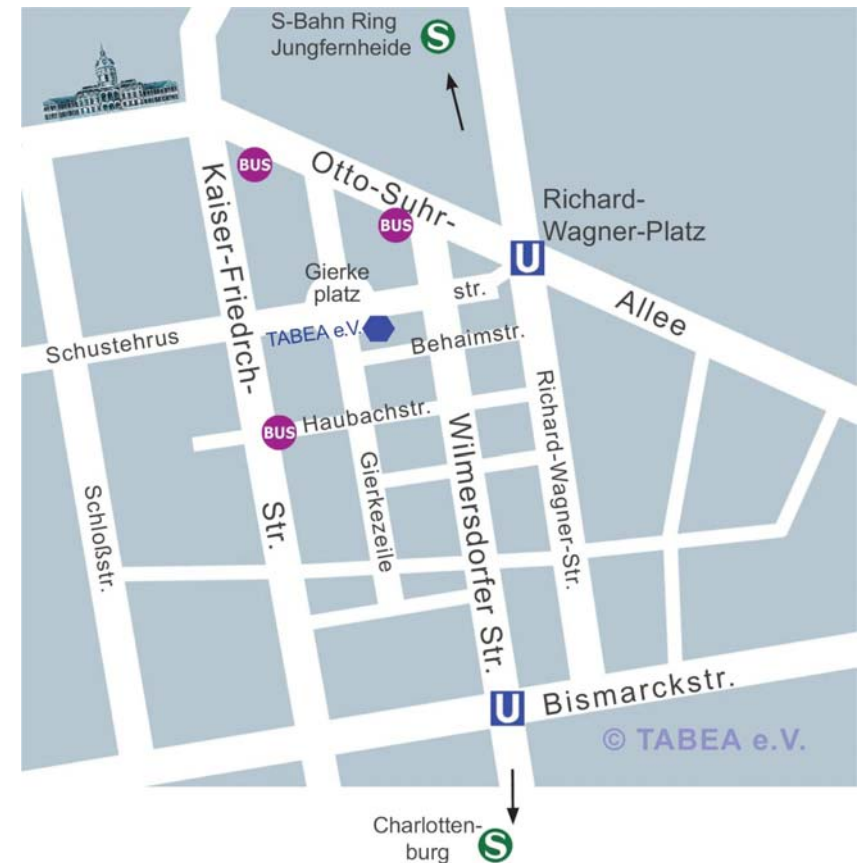 S-Bahn Ring
Jungfernheide
S
BUS
Otto-Suhr-
Allee
BUS
Richard-
Wagner-Platz
U
Kaiser-Friedrch-
Str.
Gierke
platz
Schustehrus
str.
TABEA e.V.
Behaimstr.
BUS
Haubachstr.
Richard-Wagner-Str.
Wilmersdorfer Str.
Gierkezeile
Schloßstr.
U
Bismarckstr.
© TABEA e.V.
Charlotten-
burg
S